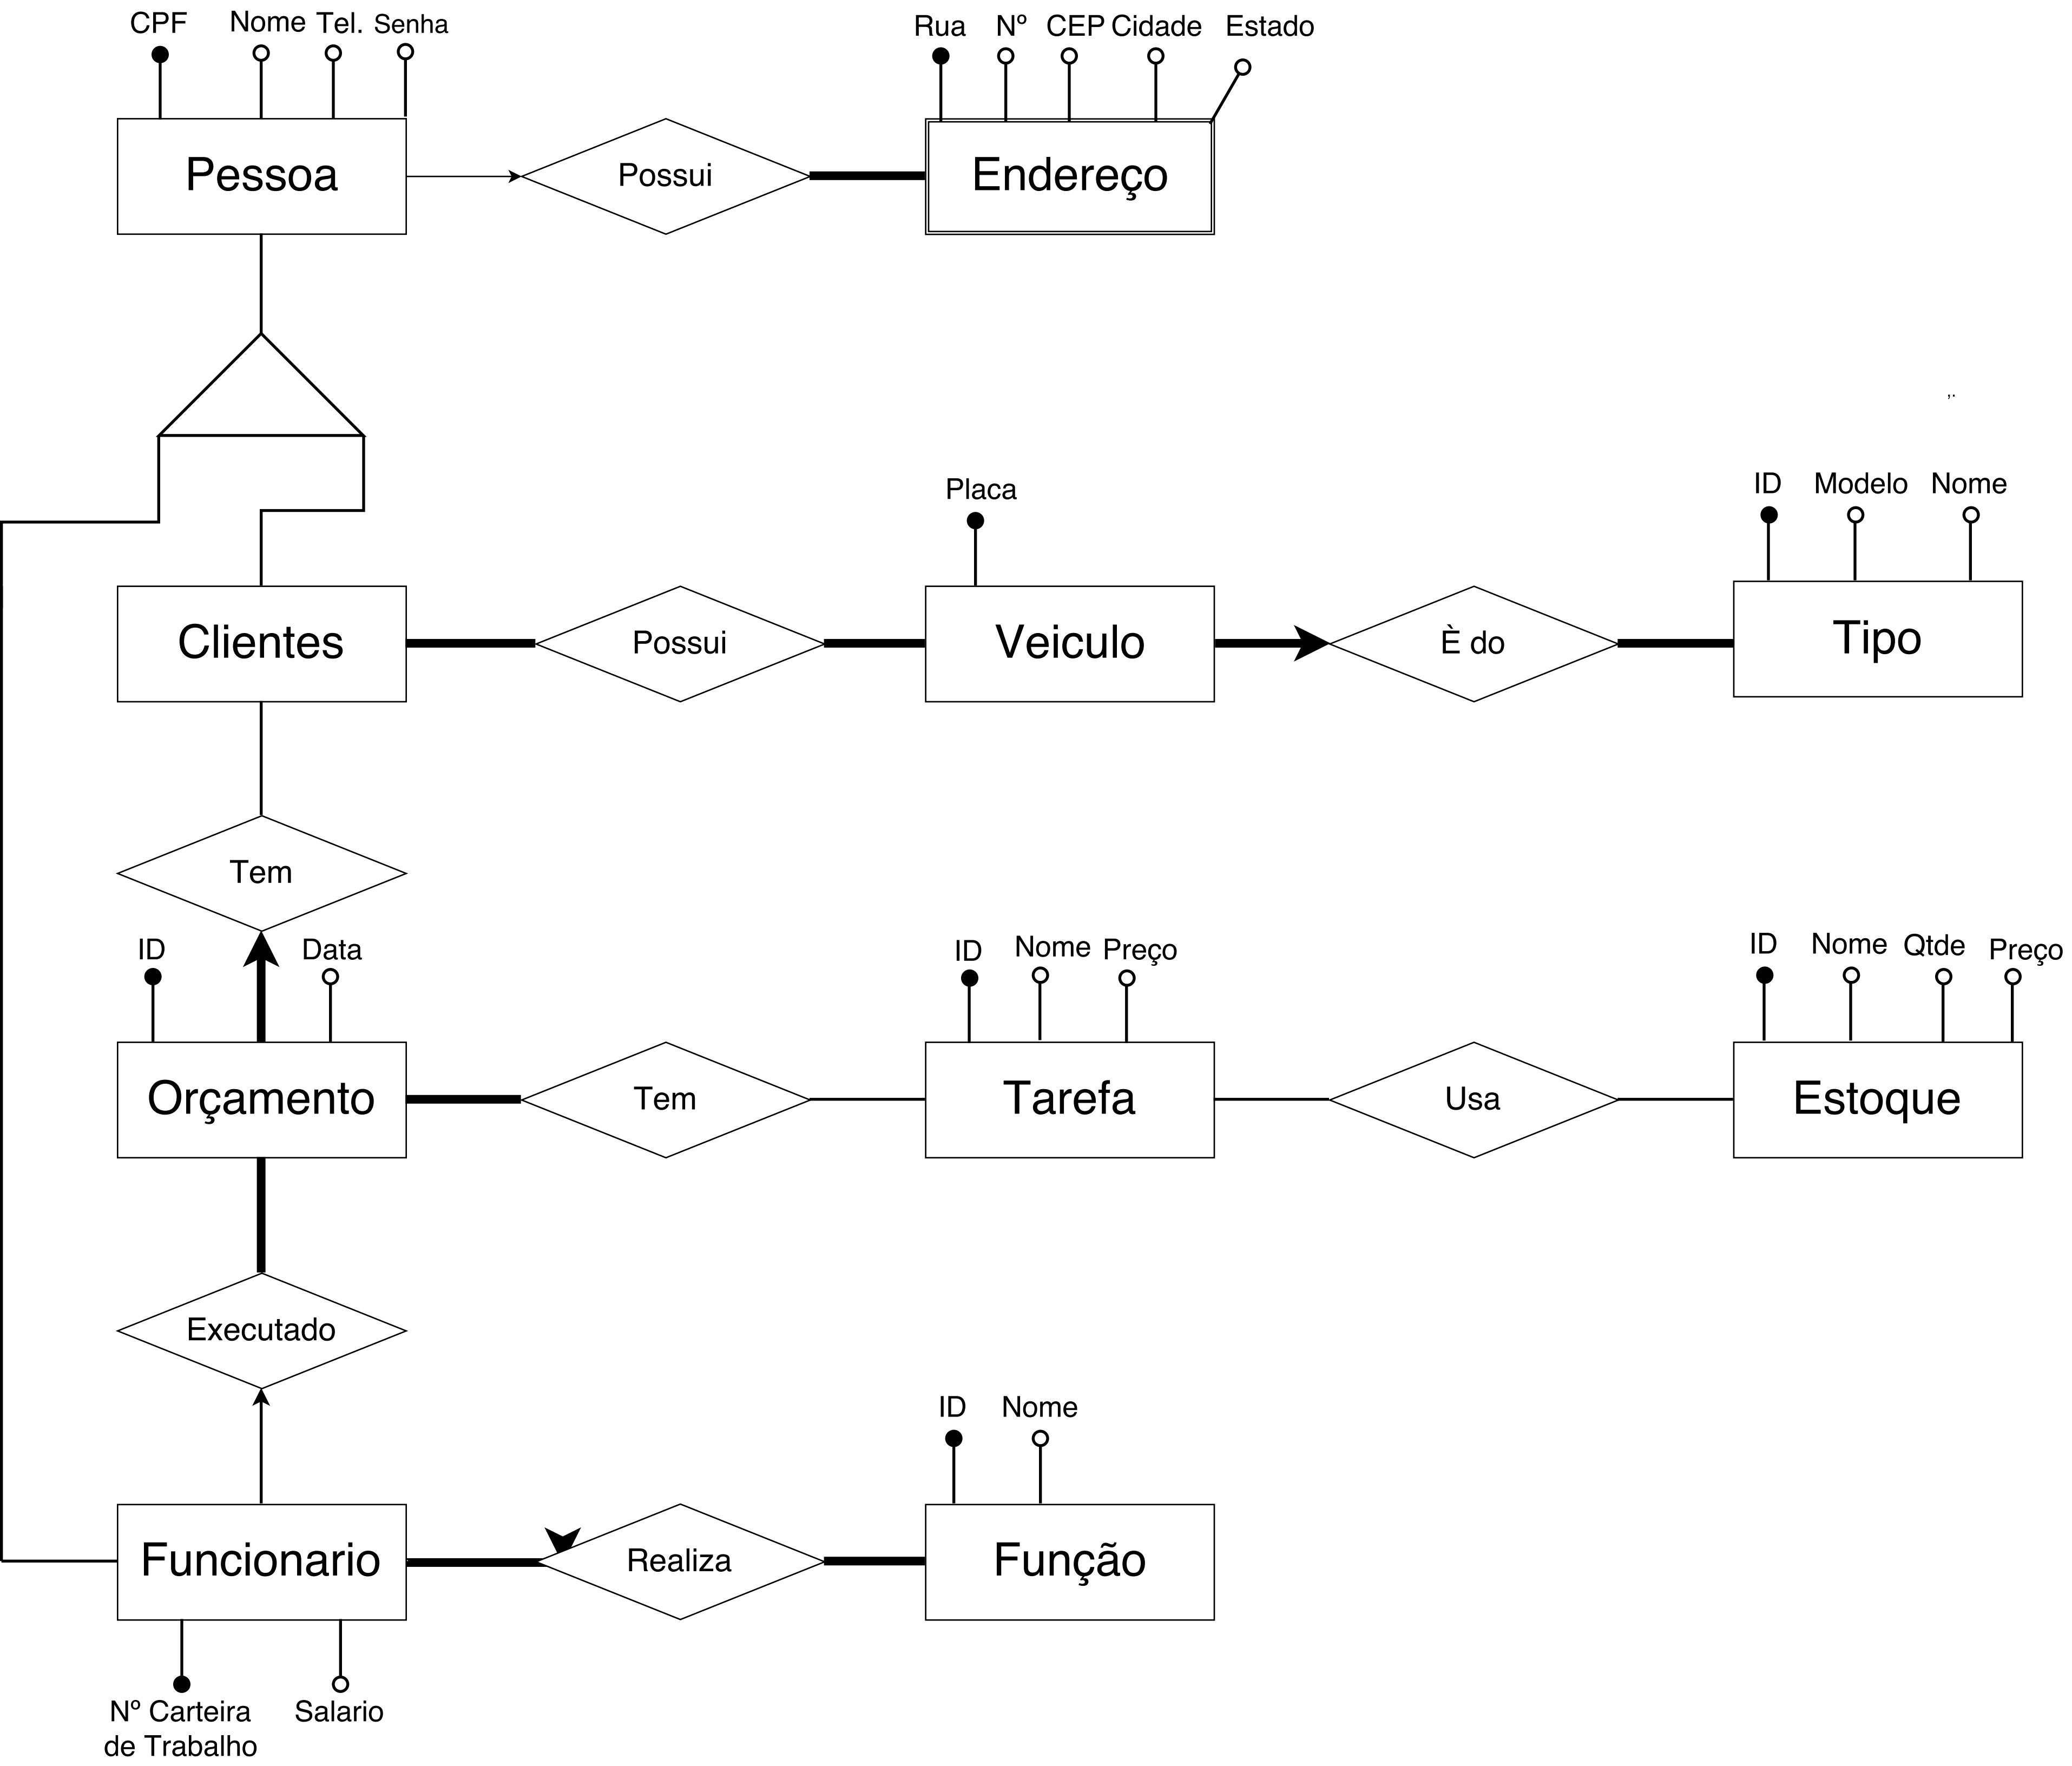 CPF Nome Tel. Senha
Rua Nº CEP Cidade Estado
Pessoa Possui Endereço
,.
Placa
ID Modelo Nome
Clientes Possui Veiculo È do Tipo
Tem
ID Data
ID Nome Preço
ID Nome Qtde Preço
Orçamento Tem Tarefa Usa Estoque
Executado
ID Nome
Funcionario Realiza Função
Nº Carteira
de Trabalho
Salario